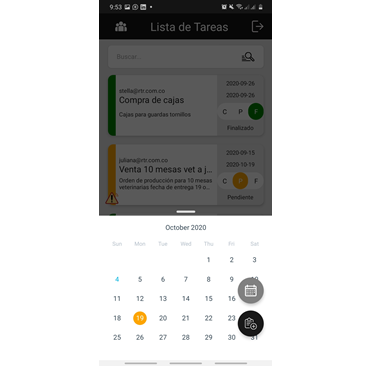 9:53
Lista de Tareas
Buscar...
stella@rtr.com.co
2020-09-26
2020-09-26
Compra de cajas
C P F
Cajas para guardas tornillos
Finalizado
juliana@rtr.com.co
2020-09-15
2020-10-19
Venta 10 mesas vet a j...
C P F
Orden de producción para 10 mesas
veterinarias fecha de entrega 19 o...
Pendiente
October 2020
Sun Mon Tue Wed Thu Fri Sat
1 2 3
4 5 6 7 8 9 10
11 12 13 14 15 16
18 19 20 21 22 23
25 26 27 28 29 30 31